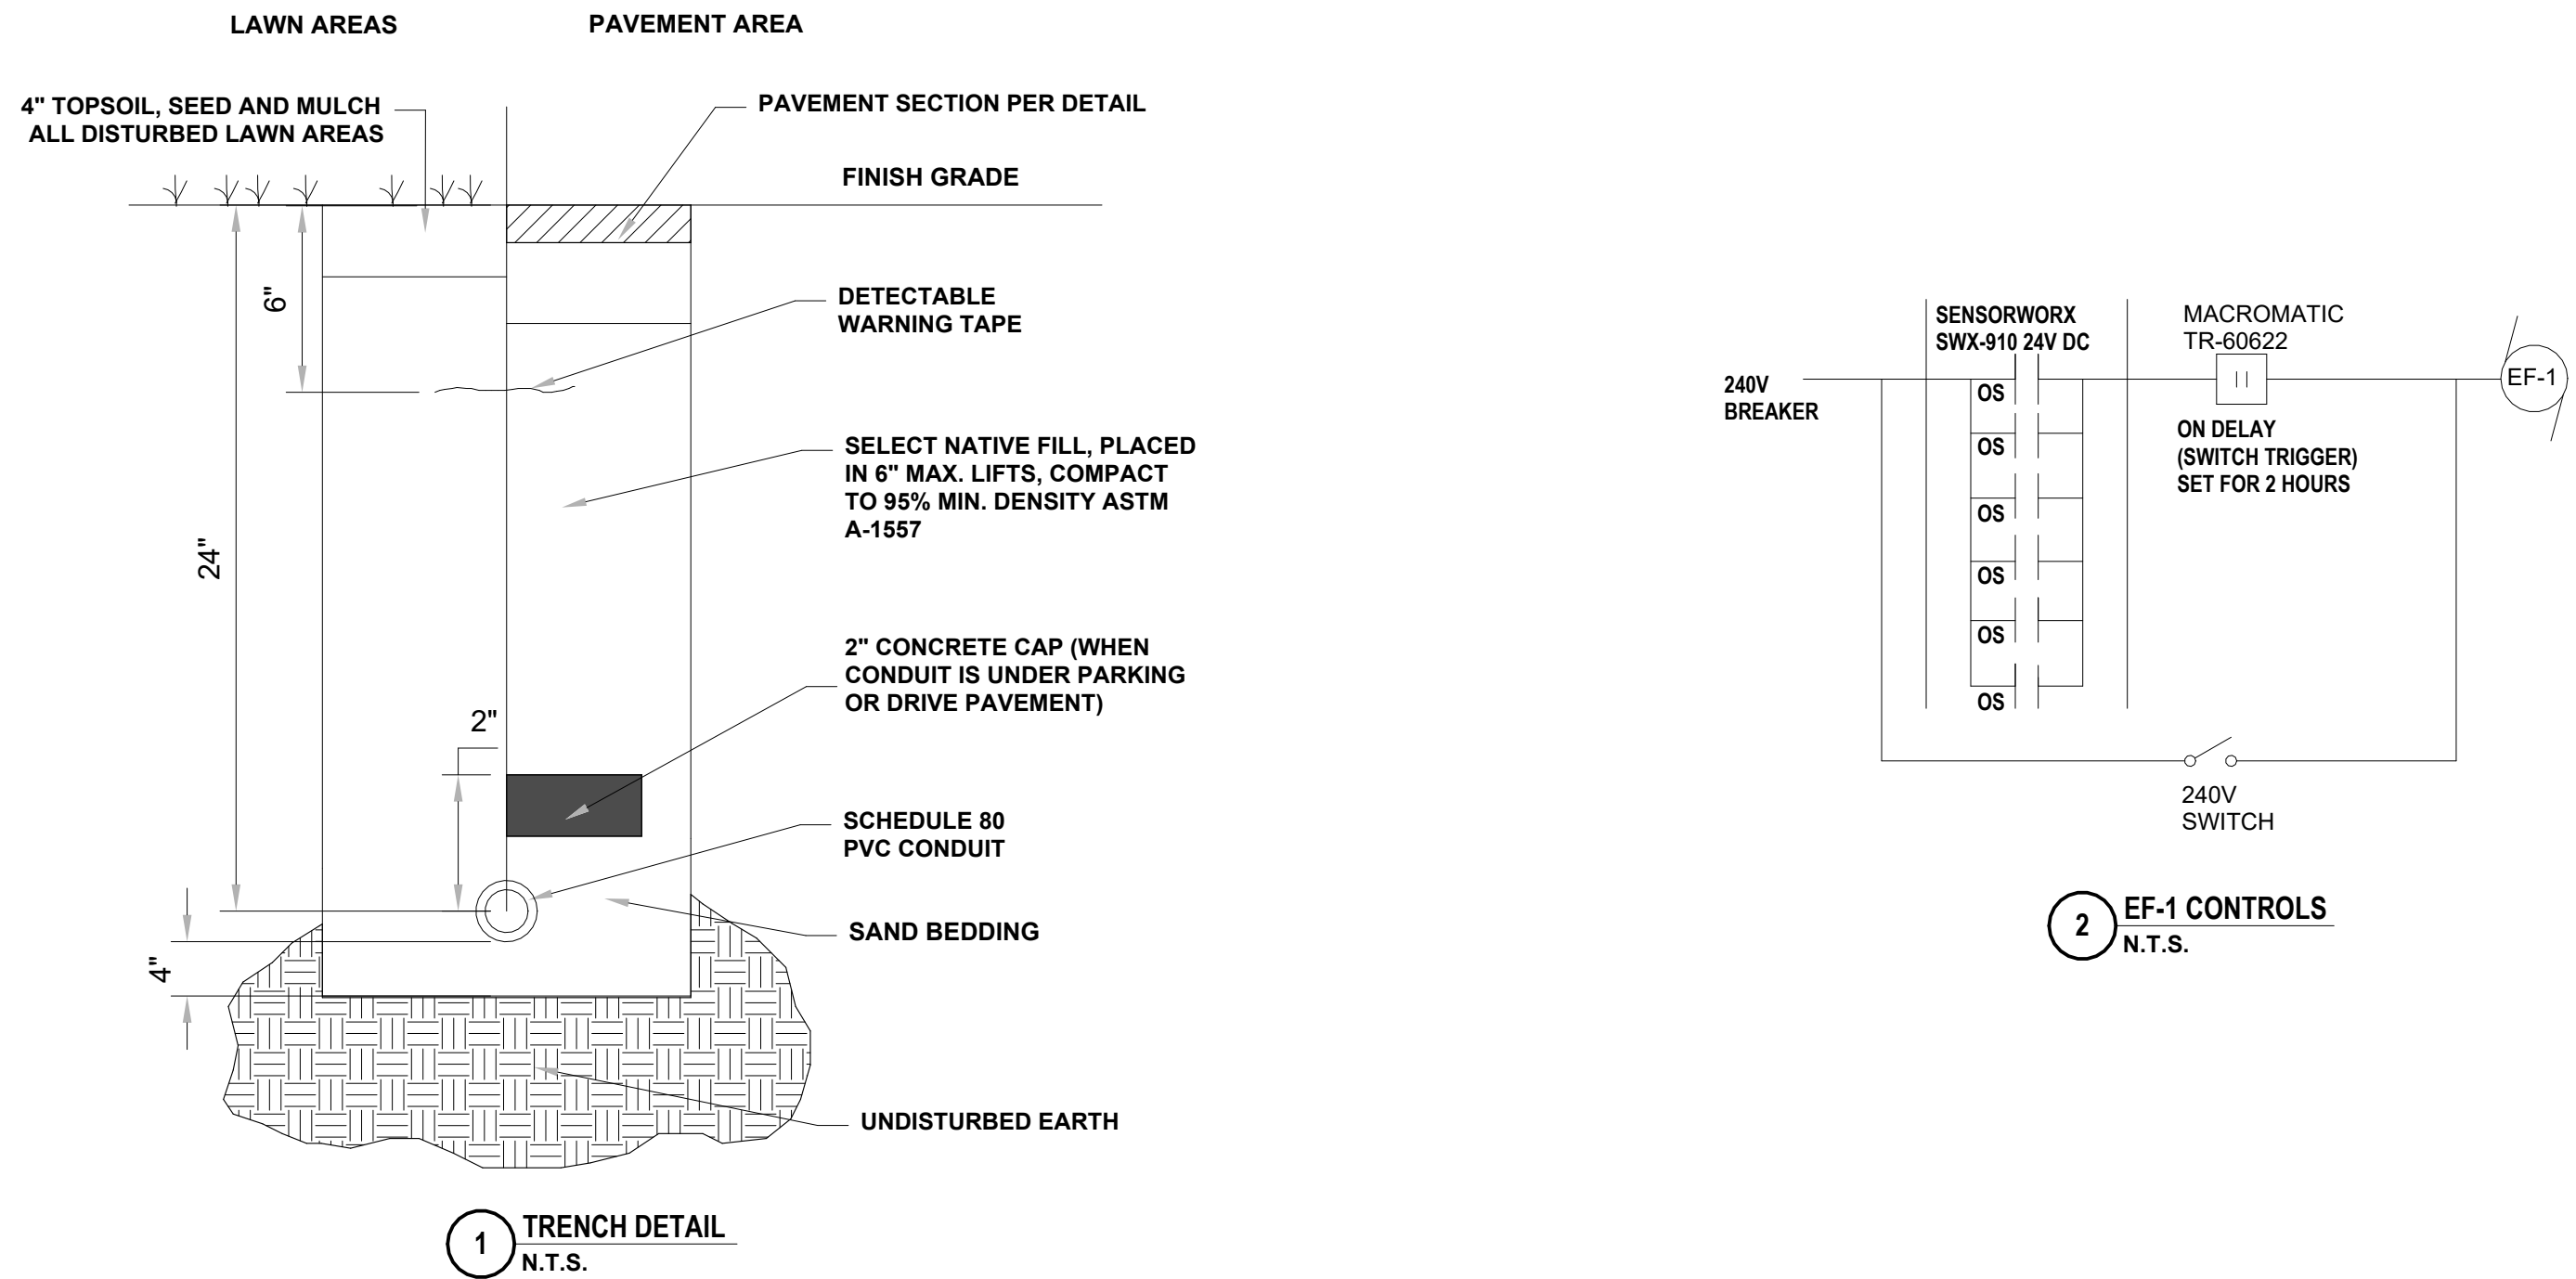 LAWN AREAS
PAVEMENT AREA
4" TOPSOIL, SEED AND MULCH
ALL DISTURBED LAWN AREAS
PAVEMENT SECTION PER DETAIL
FINISH GRADE
6"
DETECTABLE
WARNING TAPE
SELECT NATIVE FILL, PLACED
IN 6" MAX. LIFTS, COMPACT
TO 95% MIN. DENSITY ASTM
A-1557
24"
2" CONCRETE CAP (WHEN
CONDUIT IS UNDER PARKING
OR DRIVE PAVEMENT)
2"
SCHEDULE 80
PVC CONDUIT
SAND BEDDING
4"
UNDISTURBED EARTH
1
TRENCH DETAIL
N.T.S.
SENSORWORX
SWX-910 24V DC
MACROMATIC
TR-60622
240V
BREAKER
OS
OS
OS
OS
OS
OS
EF-1
ON DELAY
(SWITCH TRIGGER)
SET FOR 2 HOURS
240V
SWITCH
2
EF-1 CONTROLS
N.T.S.